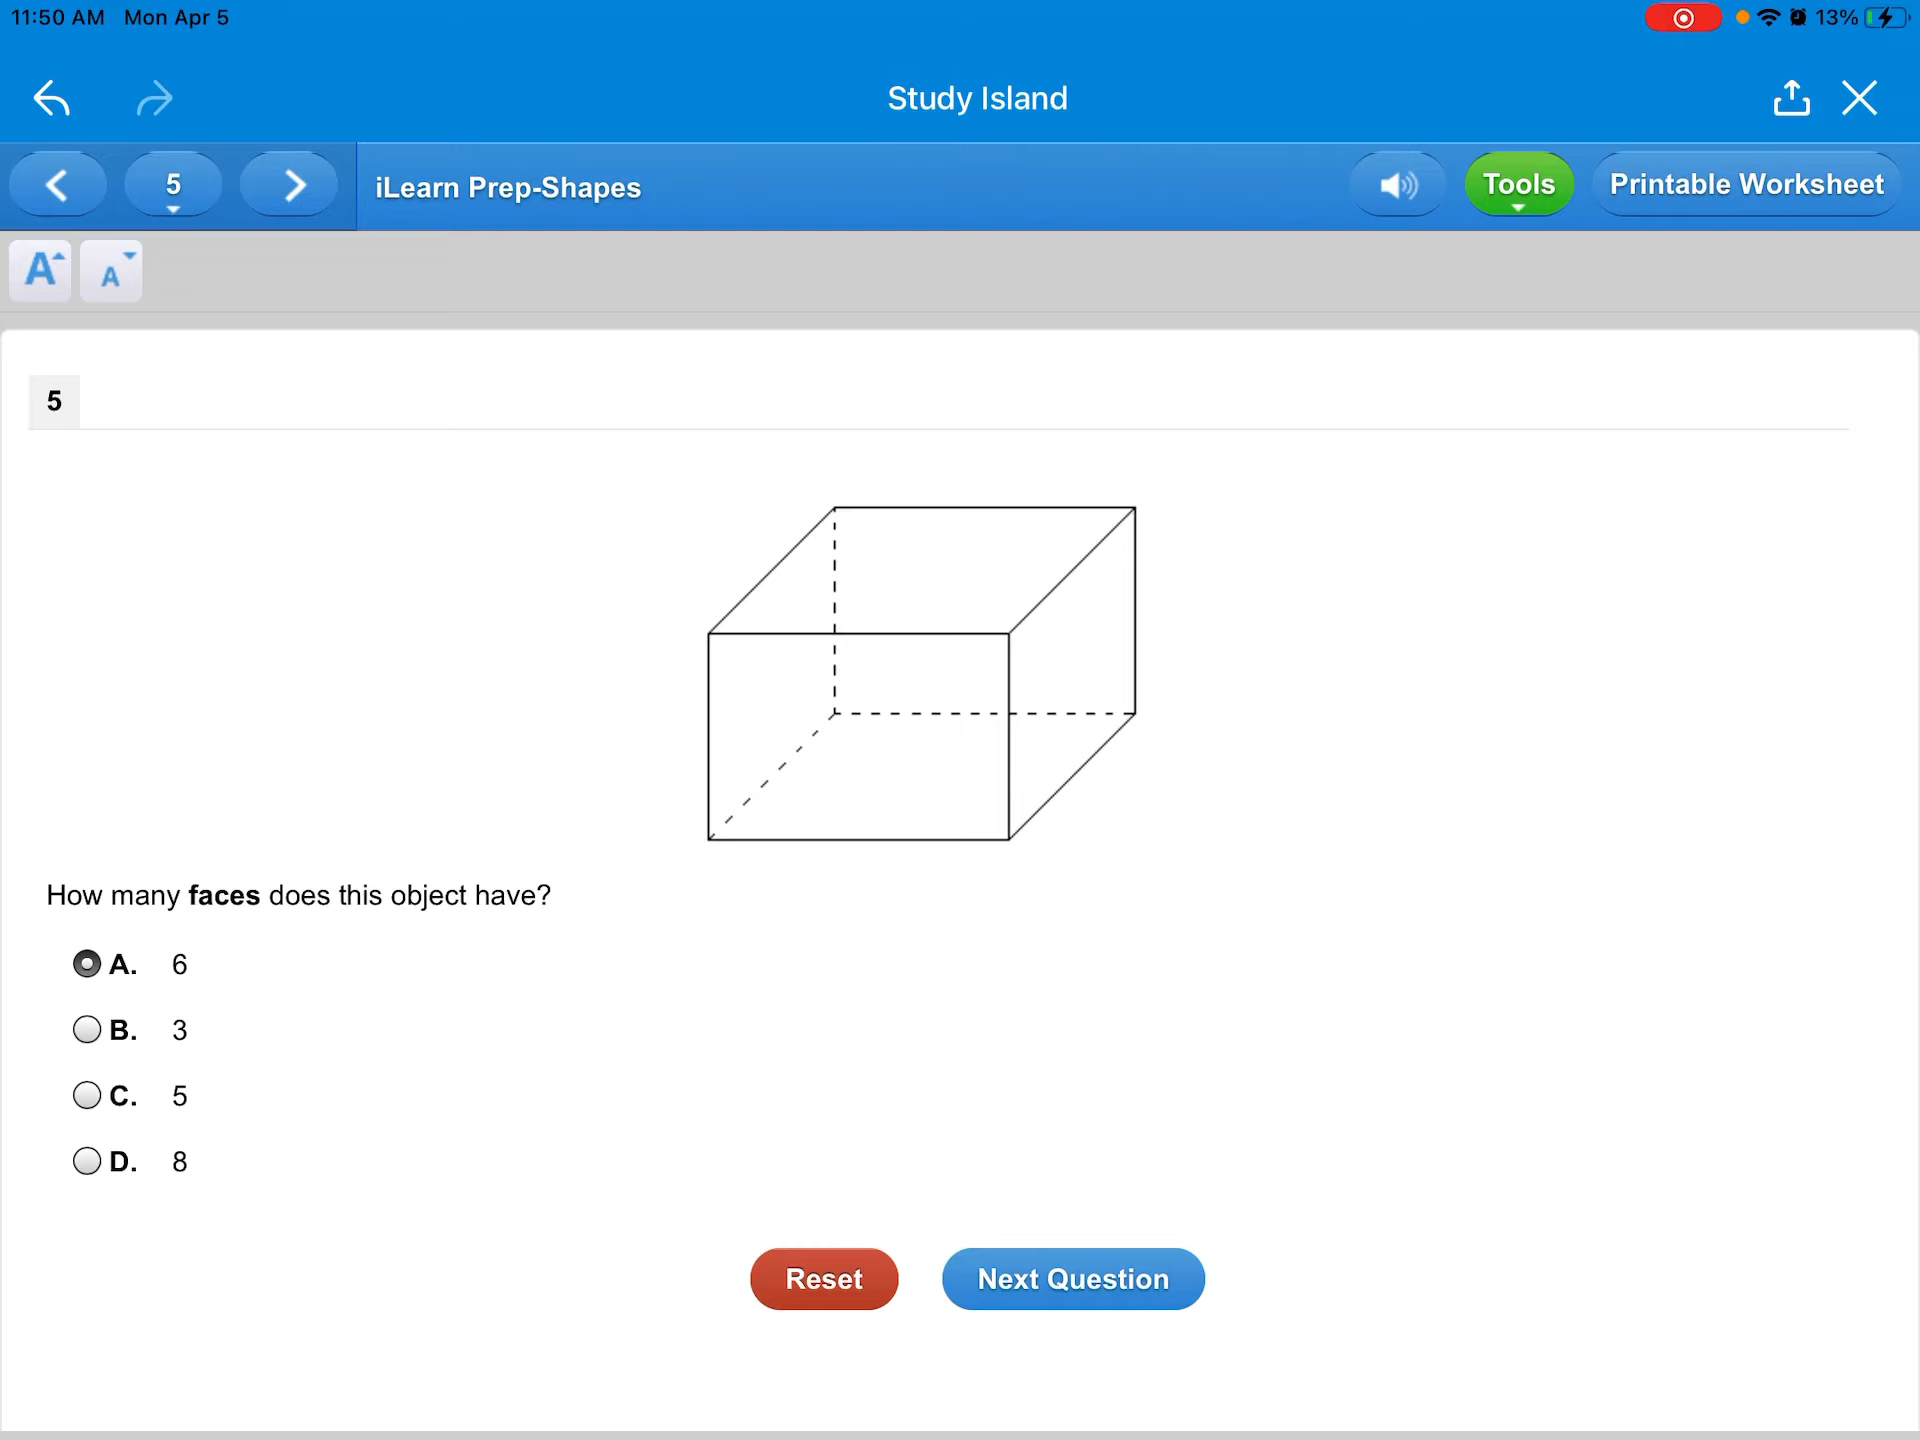 11:50 AM Mon Apr 5 13%
Study Island
5 iLearn Prep-Shapes Tools Printable Worksheet
A A
5
How many faces does this object have?
A. 6
B. 3
C. 5
D. 8
Reset Next Question